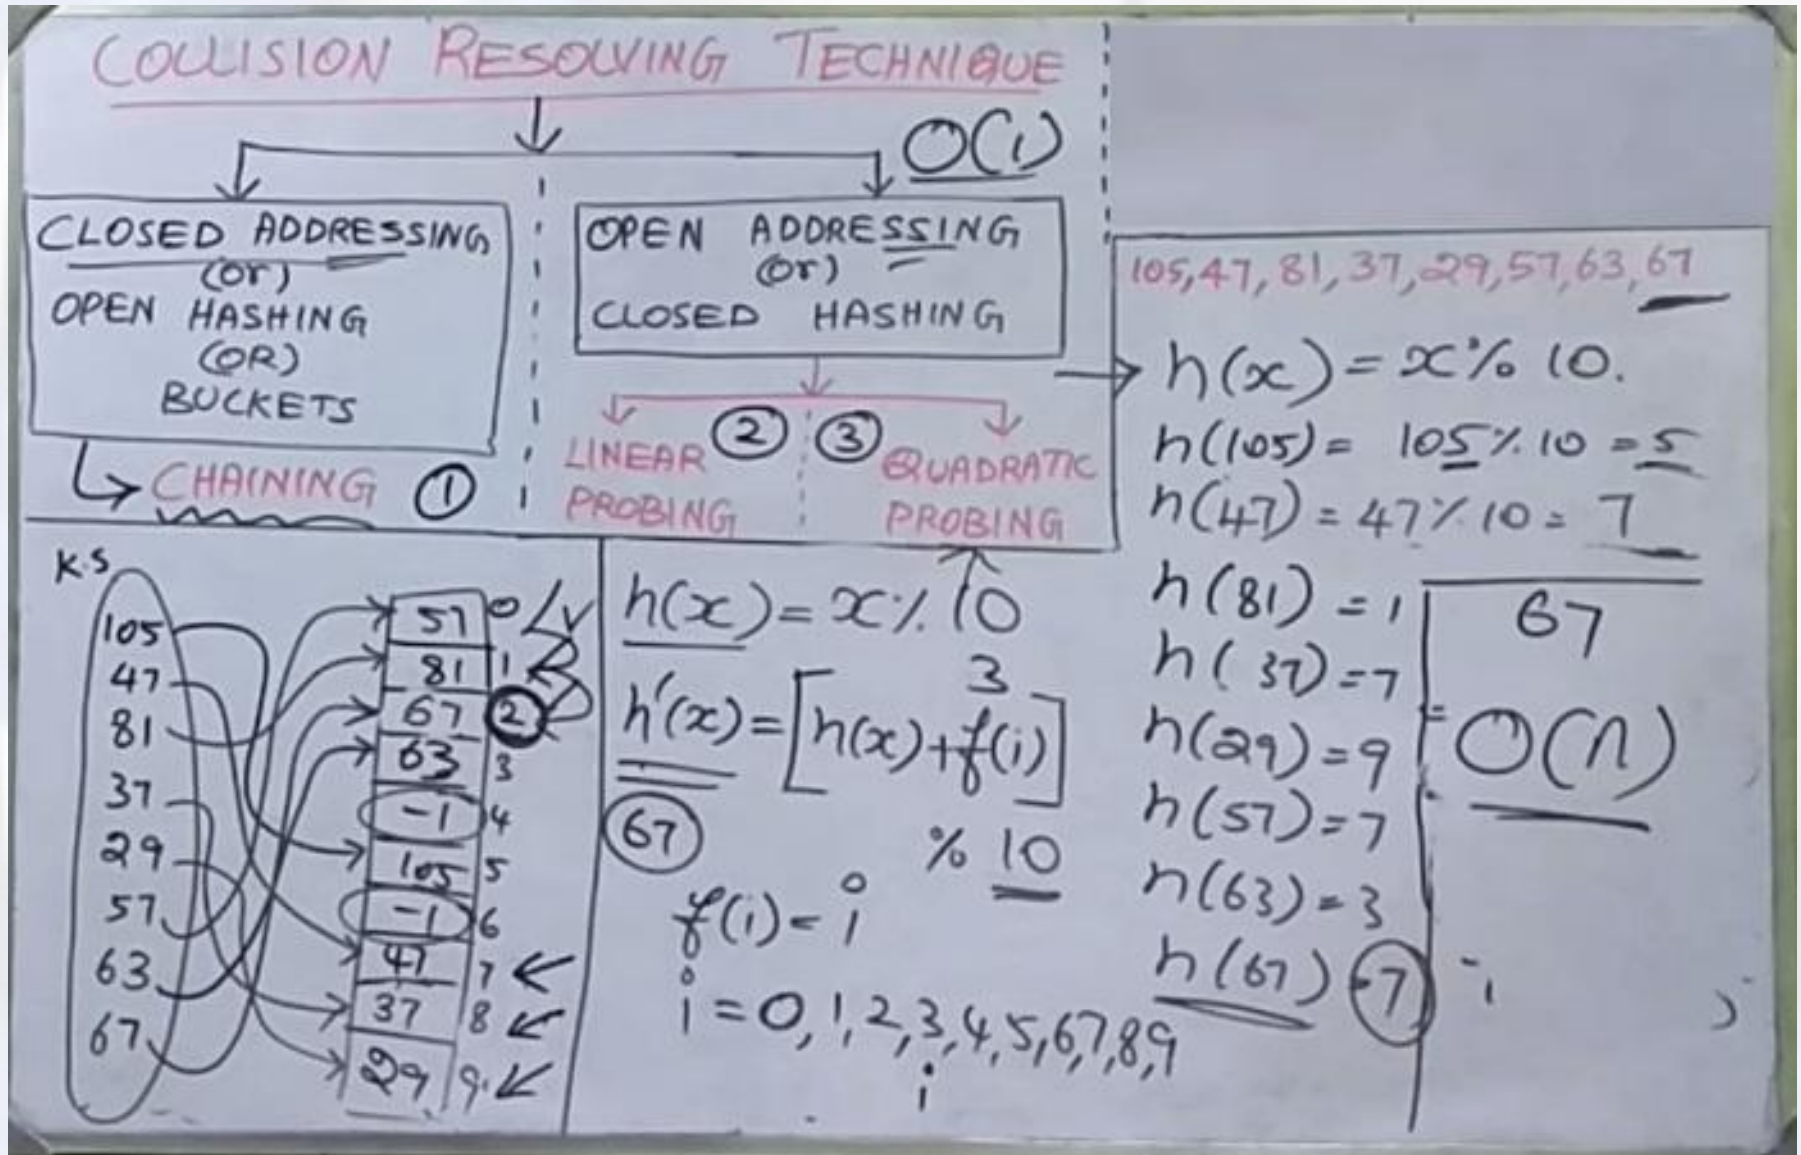 COLLISION RESOLVING TECHNIQUE
O(1)
CLOSED ADDRESSING
(or)
OPEN HASHING
(OR)
BUCKETS
CHAINING 1
OPEN ADDRESSING
(or)
CLOSED HASHING
LINEAR PROBING 2
3 QUADRATIC PROBING
K.S
105
47
81
37
29
57
63
67
57 0
81 1
67 2
63 3
-1 4
105 5
-1 6
47 7
37 8
29 9
h(x) = x % 10
3
h'(x) = [h(x)+f(i)]
% 10
67
f(i) = i
i = 0,1,2,3,4,5,6,7,8,9
i
105,47,81,37,29,57,63,67
h(x) = x % 10.
h(105) = 105 % 10 = 5
h(47) = 47 % 10 = 7
h(81) = 1
h(37) = 7
h(29) = 9
h(57) = 7
h(63) = 3
h(67) = 7
67
= O(n)